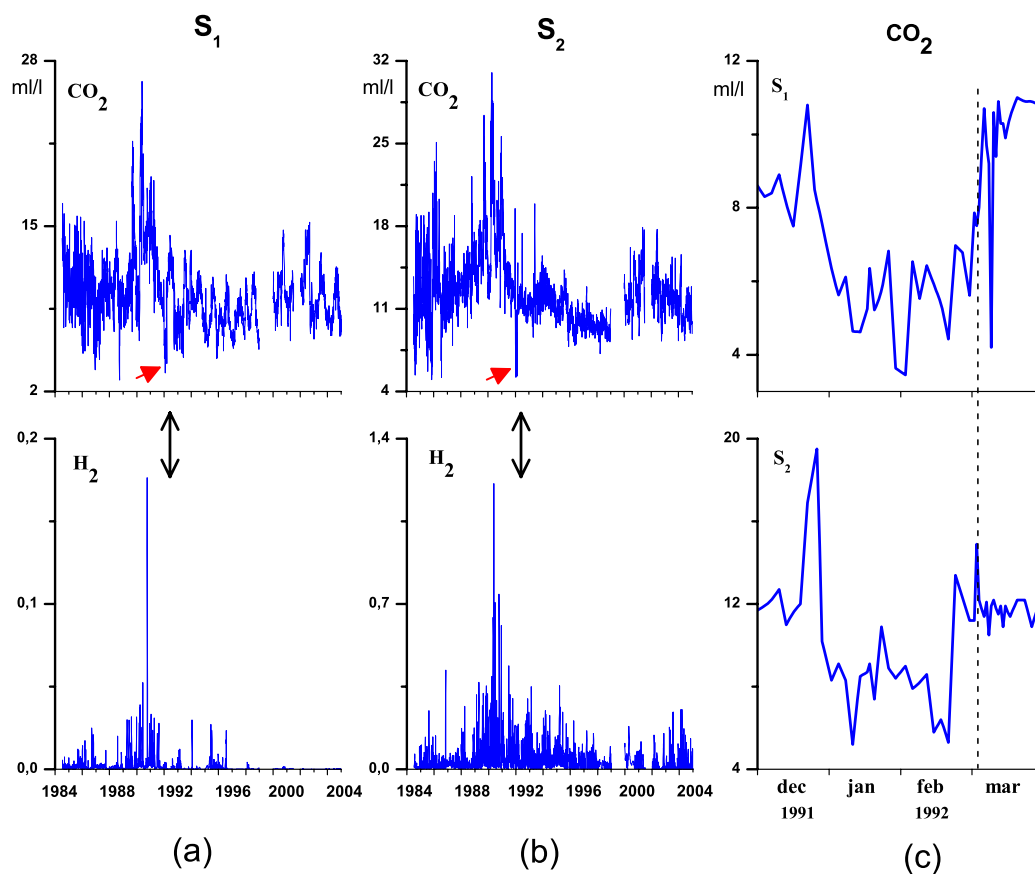 S1
S2
CO2
28
ml/l
CO2
15
2
0,2
H2
0,1
0,0
1984
1988
1992
1996
2000
2004
(a)
32
ml/l
CO2
25
18
11
4
1,4
H2
0,7
0,0
1984
1988
1992
1996
2000
2004
(b)
12
ml/l
S1
8
4
20
S2
12
4
dec
jan
feb
mar
1991
1992
(c)